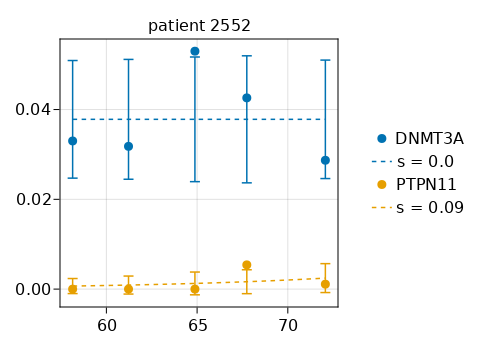 patient 2552
0.04
0.02
0.00
60
65
70
DNMT3A
s = 0.0
PTPN11
s = 0.09